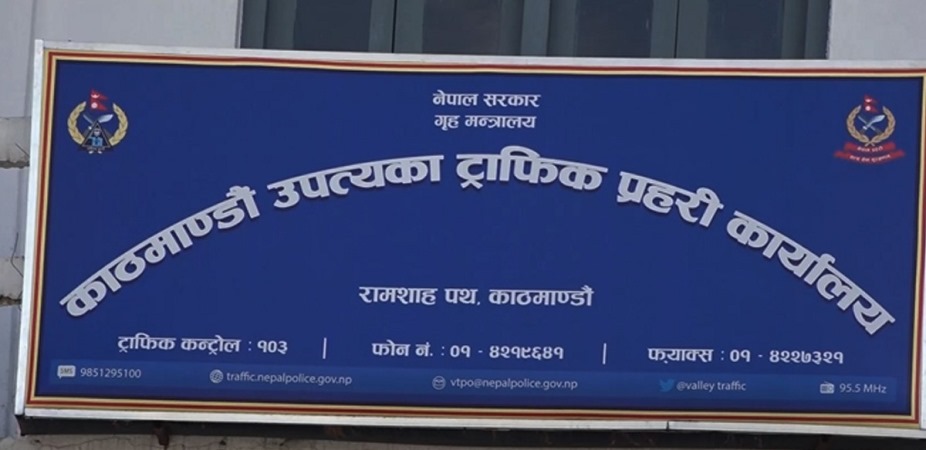 नेपाल सरकार
गृह मन्त्रालय
काठमाण्डौं उपत्यका ट्राफिक प्रहरी कार्यालय
रामशाह पथ, काठमाण्डौं
ट्राफिक कन्ट्रोल : १०३ | फोन नं. : ०१ - ४२१९६४१ | फ्याक्स : ०१ - ४२२७३२१
SMS 9851295100 traffic.nepalpolice.gov.np vtpo@nepalpolice.gov.np @valley traffic 95.5 MHz